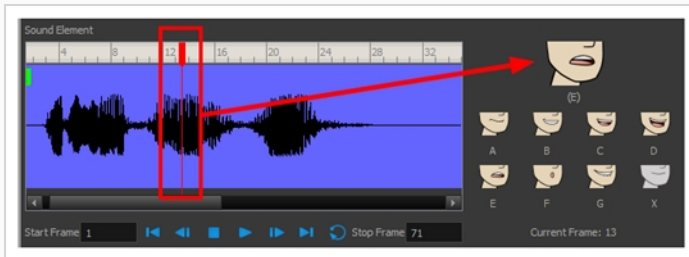 Sound Element
4 8 12 16 20 24 28 32
(E)
A B C D
E F G X
Start Frame 1 Stop Frame 71 Current Frame: 13